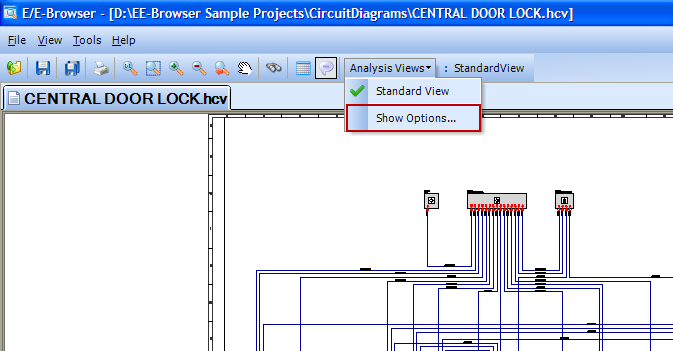 E/E-Browser - [D:\EE-Browser Sample Projects\CircuitDiagrams\CENTRAL DOOR LOCK.hcv]
File View Tools Help
Analysis Views : StandardView
Standard View
CENTRAL DOOR LOCK.hcv
Show Options...